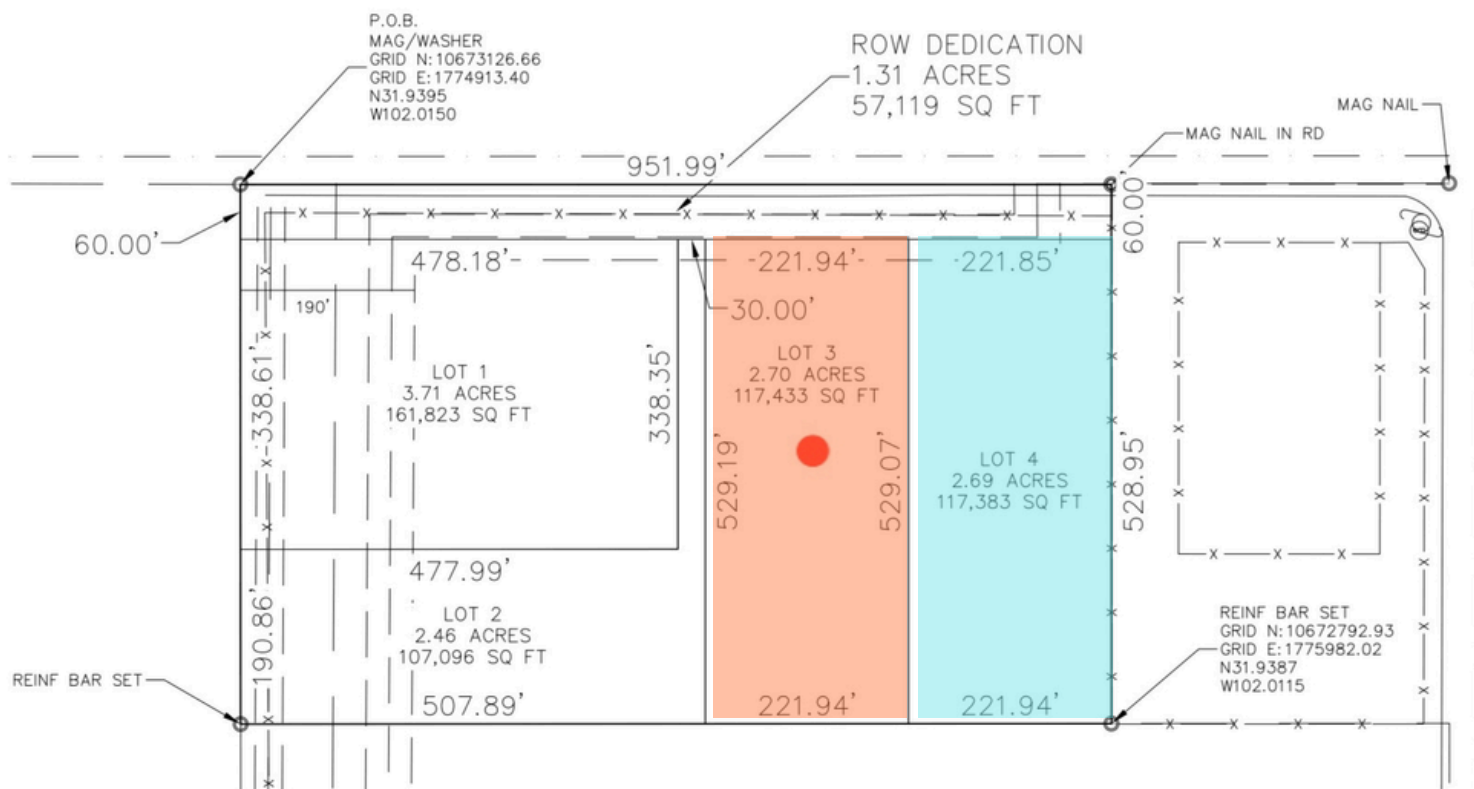 P.O.B.
MAG/WASHER
GRID N:10673126.66
GRID E:1774913.40
N31.9395
W102.0150
ROW DEDICATION
1.31 ACRES
57,119 SQ FT
MAG NAIL
MAG NAIL IN RD
951.99'
60.00'
60.00'
478.18'
221.94'
221.85'
190'
30.00'
338.61'
LOT 1
3.71 ACRES
161,823 SQ FT
338.35'
LOT 3
2.70 ACRES
117,433 SQ FT
529.19'
529.07'
LOT 4
2.69 ACRES
117,383 SQ FT
528.95'
477.99'
190.86'
LOT 2
2.46 ACRES
107,096 SQ FT
REINF BAR SET
GRID N:10672792.93
GRID E:1775982.02
N31.9387
W102.0115
REINF BAR SET
507.89'
221.94'
221.94'